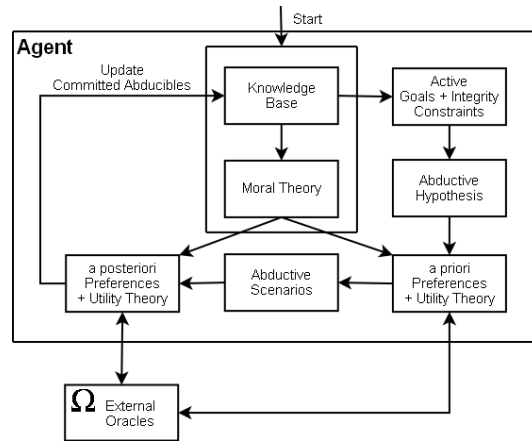 Start
Agent
Update
Committed Abducibles
Knowledge
Base
Active
Goals + Integrity
Constraints
Moral Theory
Abductive
Hypothesis
a posteriori
Preferences
+ Utility Theory
Abductive
Scenarios
a priori
Preferences
+ Utility Theory
Ω
External
Oracles